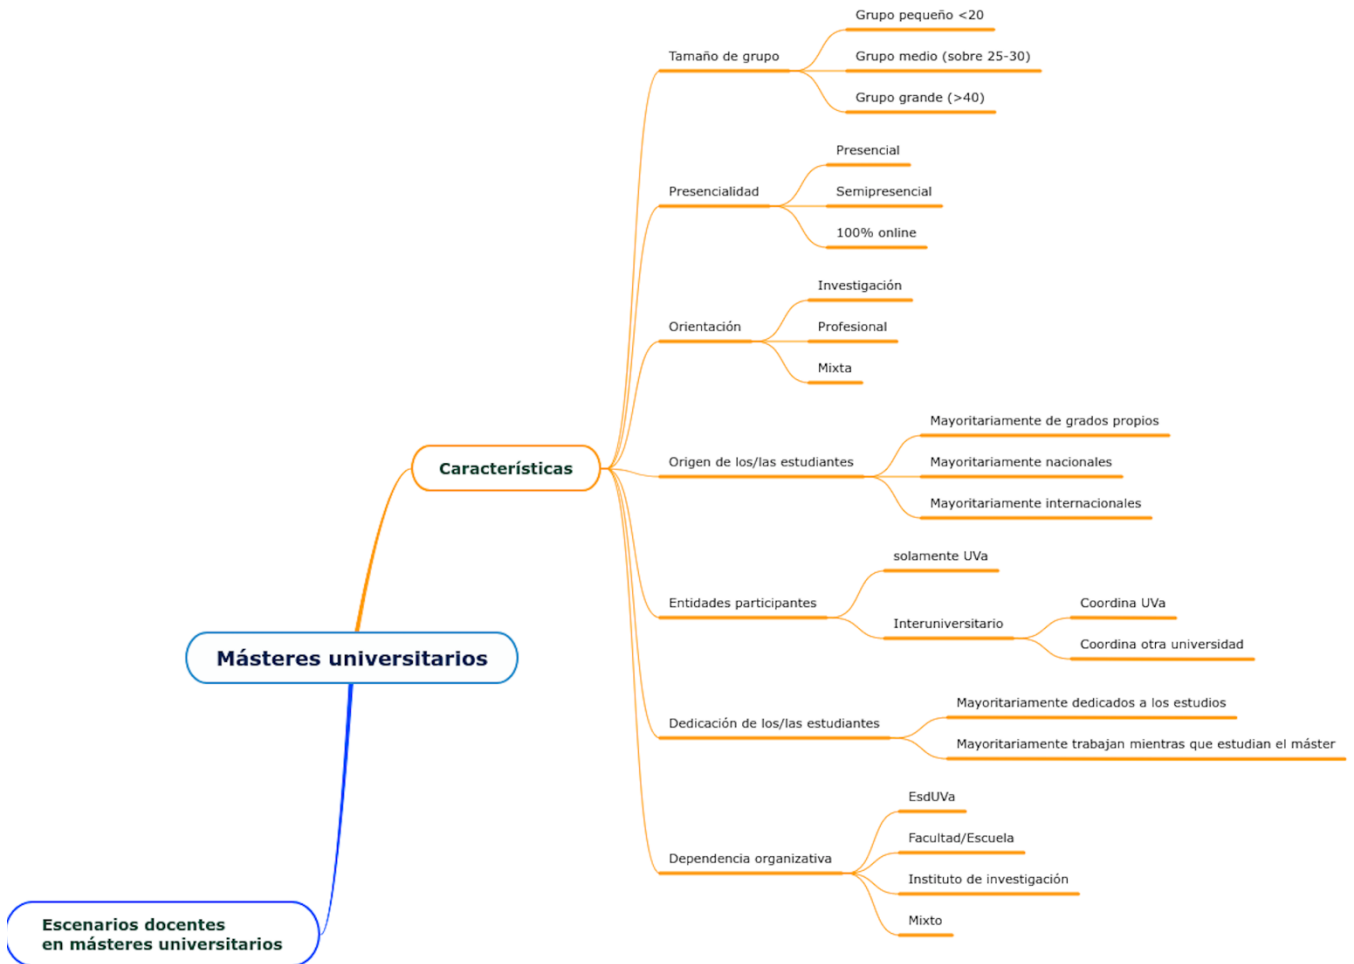 Grupo pequeño <20
Tamaño de grupo
Grupo medio (sobre 25-30)
Grupo grande (>40)
Presencial
Presencialidad
Semipresencial
100% online
Investigación
Orientación
Profesional
Mixta
Mayoritariamente de grados propios
Características
Origen de los/las estudiantes
Mayoritariamente nacionales
Mayoritariamente internacionales
solamente UVa
Entidades participantes
Coordina UVa
Interuniversitario
Coordina otra universidad
Másteres universitarios
Mayoritariamente dedicados a los estudios
Dedicación de los/las estudiantes
Mayoritariamente trabajan mientras que estudian el máster
EsdUVa
Facultad/Escuela
Dependencia organizativa
Instituto de investigación
Mixto
Escenarios docentes
en másteres universitarios